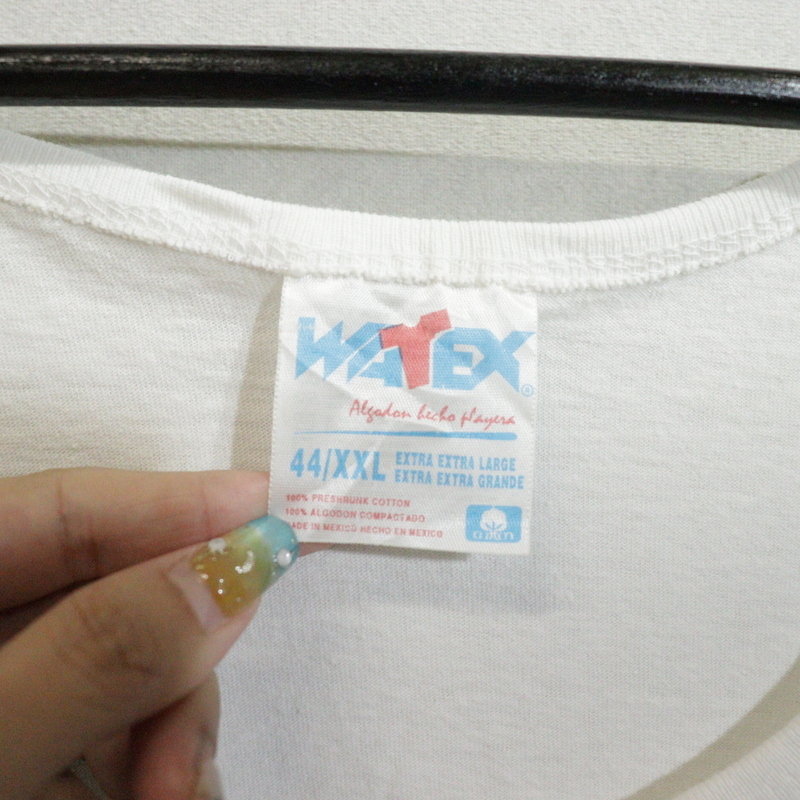 WATEX®
Algodon hecho playera
44/XXL
EXTRA EXTRA LARGE
EXTRA EXTRA GRANDE
100% PRESHRUNK COTTON
100% ALGODON COMPACTADO
MADE IN MEXICO HECHO EN MEXICO